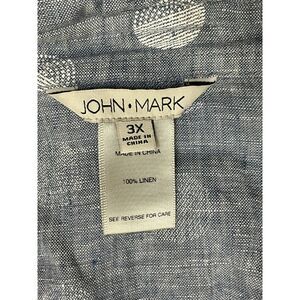 JOHN•MARK
3X
MADE IN
CHINA
MADE IN CHINA
100% LINEN
SEE REVERSE FOR CARE